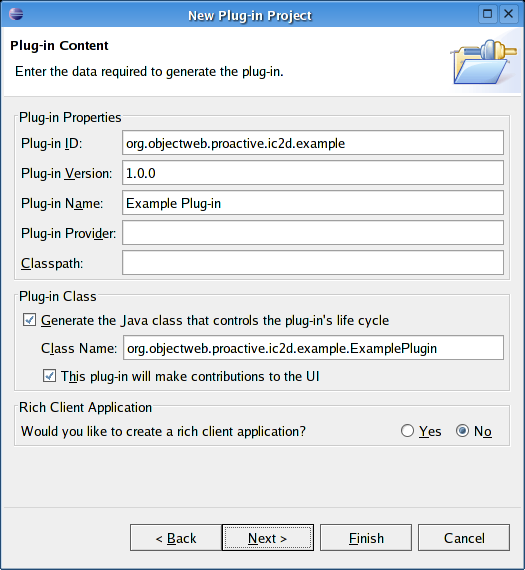 New Plug-in Project
Plug-in Content
Enter the data required to generate the plug-in.
Plug-in Properties
Plug-in ID: org.objectweb.proactive.ic2d.example
Plug-in Version: 1.0.0
Plug-in Name: Example Plug-in
Plug-in Provider:
Classpath:
Plug-in Class
Generate the Java class that controls the plug-in's life cycle
Class Name: org.objectweb.proactive.ic2d.example.ExamplePlugin
This plug-in will make contributions to the UI
Rich Client Application
Would you like to create a rich client application? Yes No
< Back Next > Finish Cancel